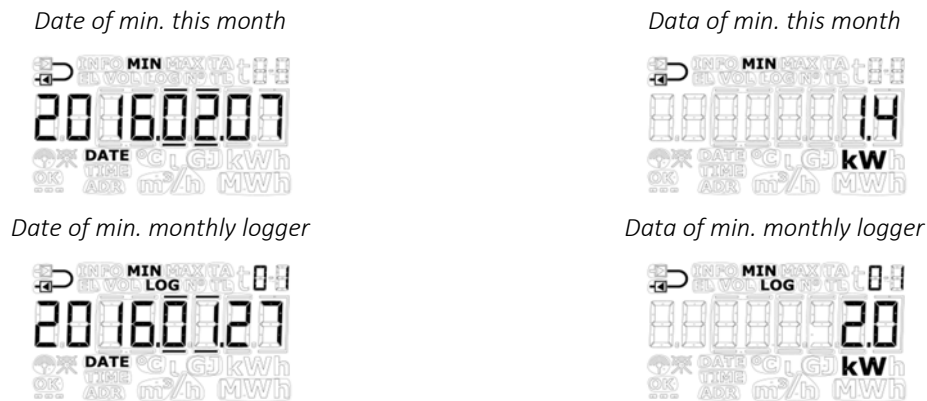 Date of min. this month
MIN
2016.02.07
DATE
Data of min. this month
MIN
1.4
kW
Date of min. monthly logger
MIN
LOG 01
2016.01.27
DATE
Data of min. monthly logger
MIN
LOG 01
2.0
kW